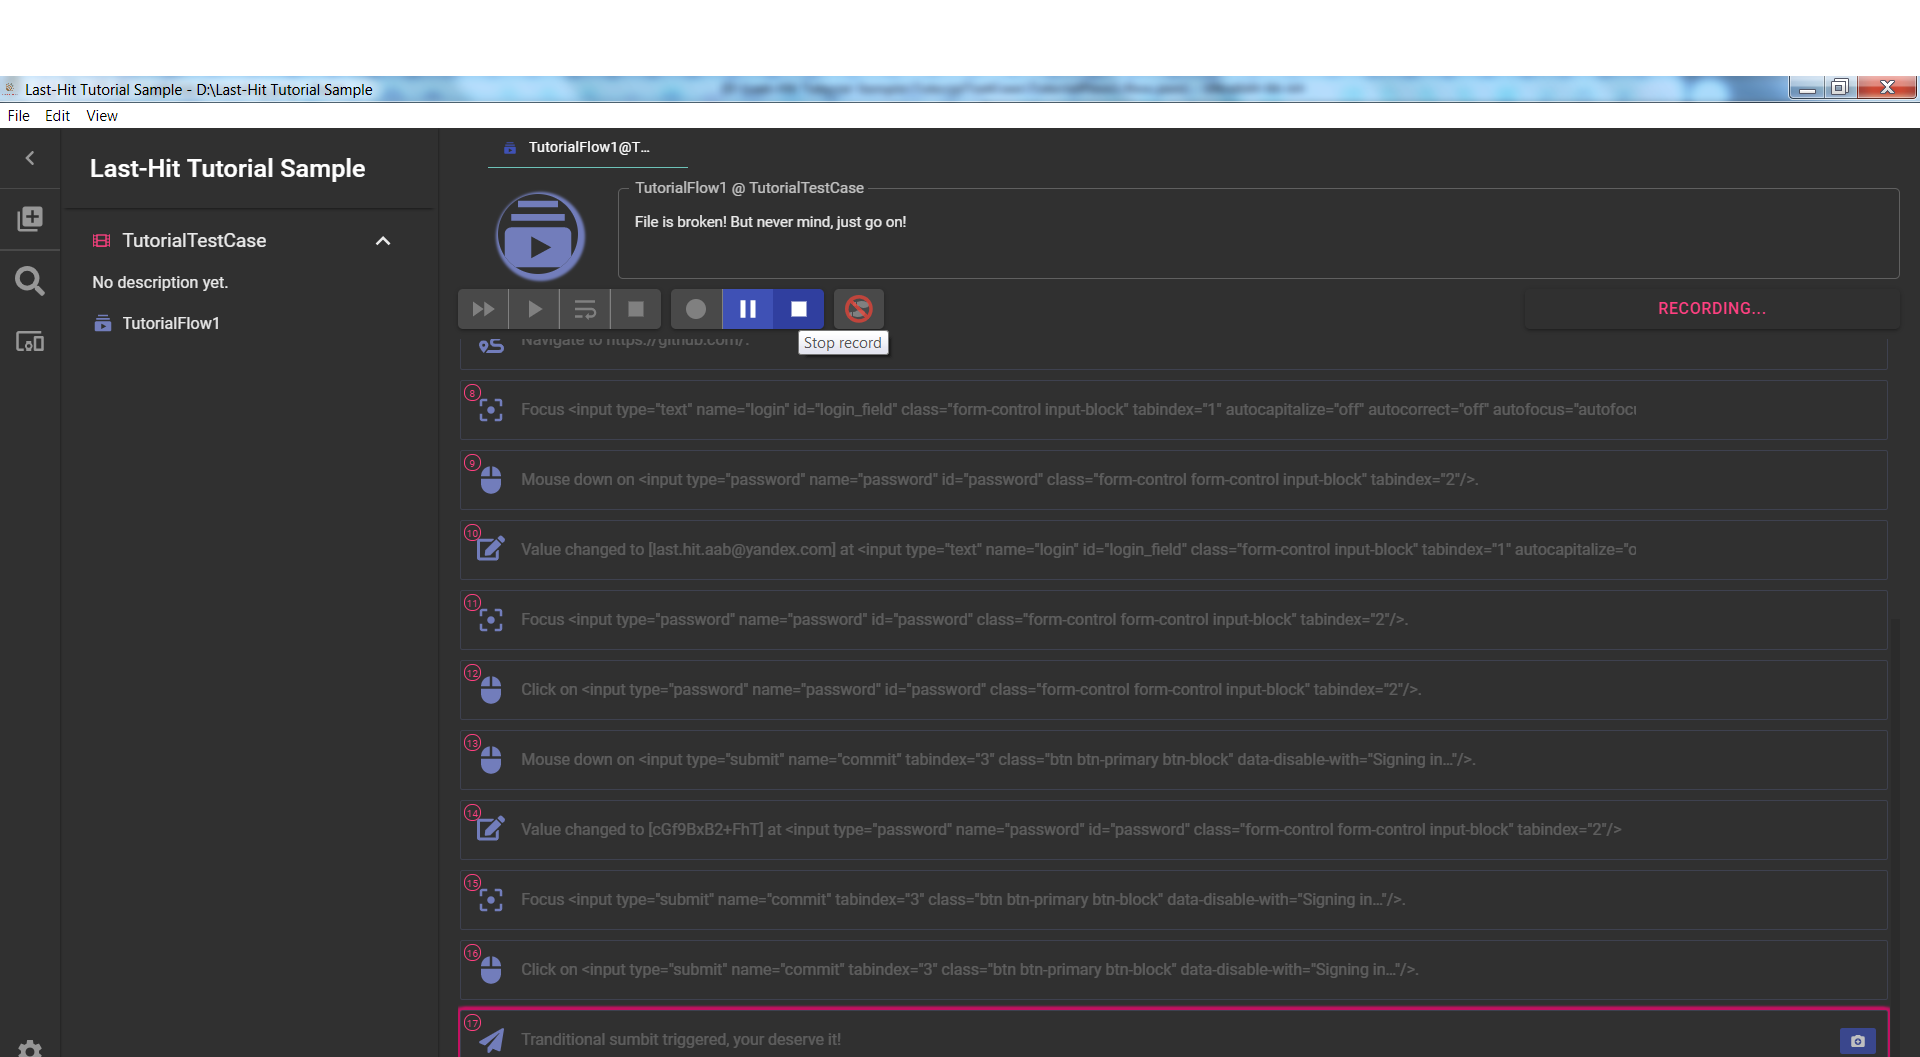 Last-Hit Tutorial Sample - D:\Last-Hit Tutorial Sample
File Edit View
Last-Hit Tutorial Sample
TutorialTestCase
No description yet.
TutorialFlow1
TutorialFlow1@T...
TutorialFlow1 @ TutorialTestCase
File is broken! But never mind, just go on!
RECORDING...
Stop record
Navigate to https://github.com/.
8
Focus <input type="text" name="login" id="login_field" class="form-control input-block" tabindex="1" autocapitalize="off" autocorrect="off" autofocus="autofocu
9
Mouse down on <input type="password" name="password" id="password" class="form-control form-control input-block" tabindex="2"/>.
10
Value changed to [last.hit.aab@yandex.com] at <input type="text" name="login" id="login_field" class="form-control input-block" tabindex="1" autocapitalize="o
11
Focus <input type="password" name="password" id="password" class="form-control form-control input-block" tabindex="2"/>.
12
Click on <input type="password" name="password" id="password" class="form-control form-control input-block" tabindex="2"/>.
13
Mouse down on <input type="submit" name="commit" tabindex="3" class="btn btn-primary btn-block" data-disable-with="Signing in…"/>.
14
Value changed to [cGf9BxB2+FhT] at <input type="password" name="password" id="password" class="form-control form-control input-block" tabindex="2"/>
15
Focus <input type="submit" name="commit" tabindex="3" class="btn btn-primary btn-block" data-disable-with="Signing in…"/>.
16
Click on <input type="submit" name="commit" tabindex="3" class="btn btn-primary btn-block" data-disable-with="Signing in…"/>.
17
Tranditional sumbit triggered, your deserve it!